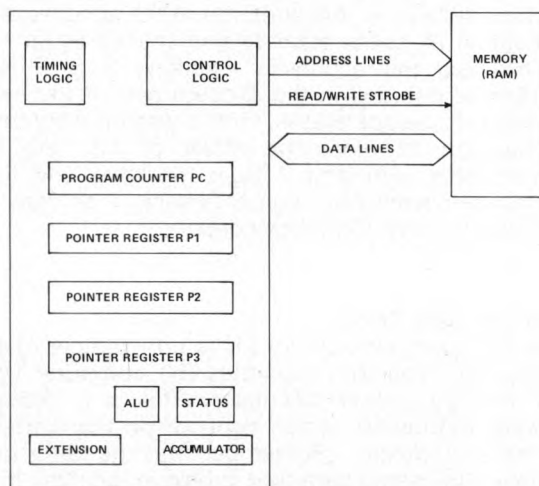 TIMING
LOGIC
CONTROL
LOGIC
ADDRESS LINES
MEMORY
(RAM)
READ/WRITE STROBE
DATA LINES
PROGRAM COUNTER PC
POINTER REGISTER P1
POINTER REGISTER P2
POINTER REGISTER P3
ALU
STATUS
EXTENSION
ACCUMULATOR